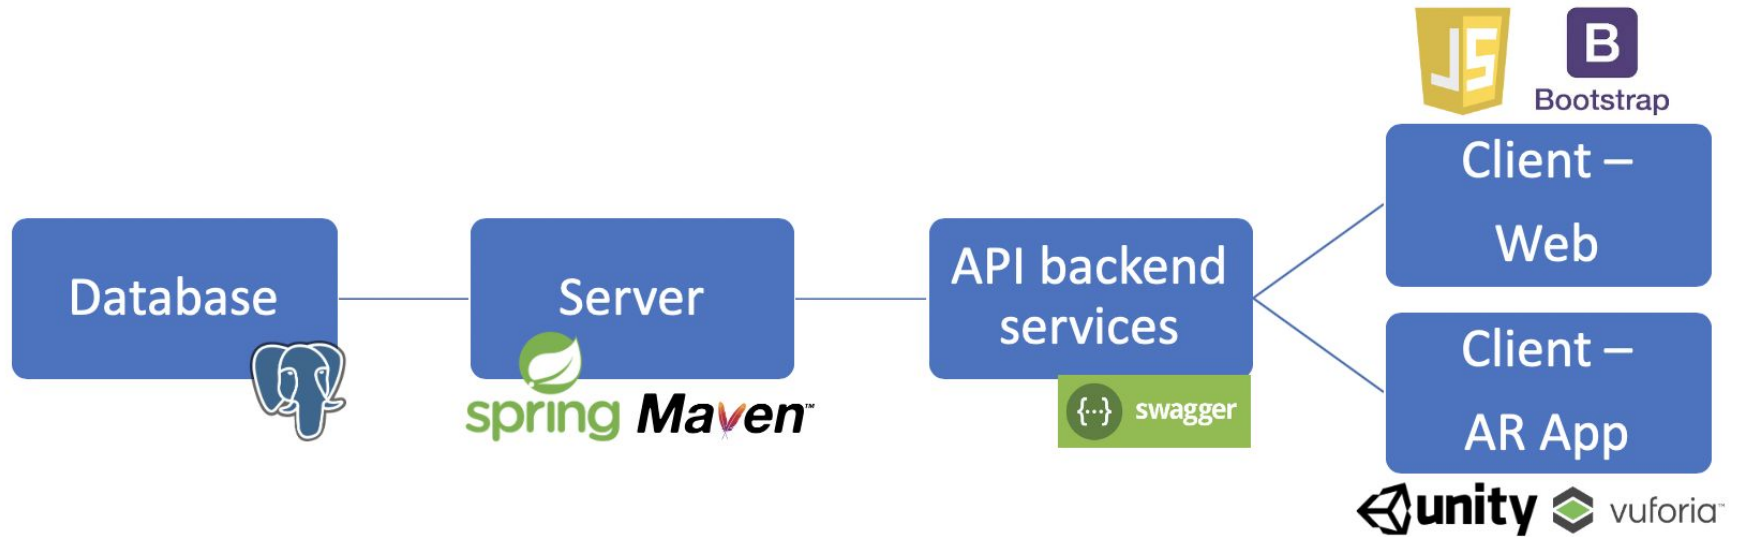 JS
B
Bootstrap
Client –
Web
Database
Server
API backend
services
spring
Maven™
{···} swagger
Client –
AR App
unity
vuforia™